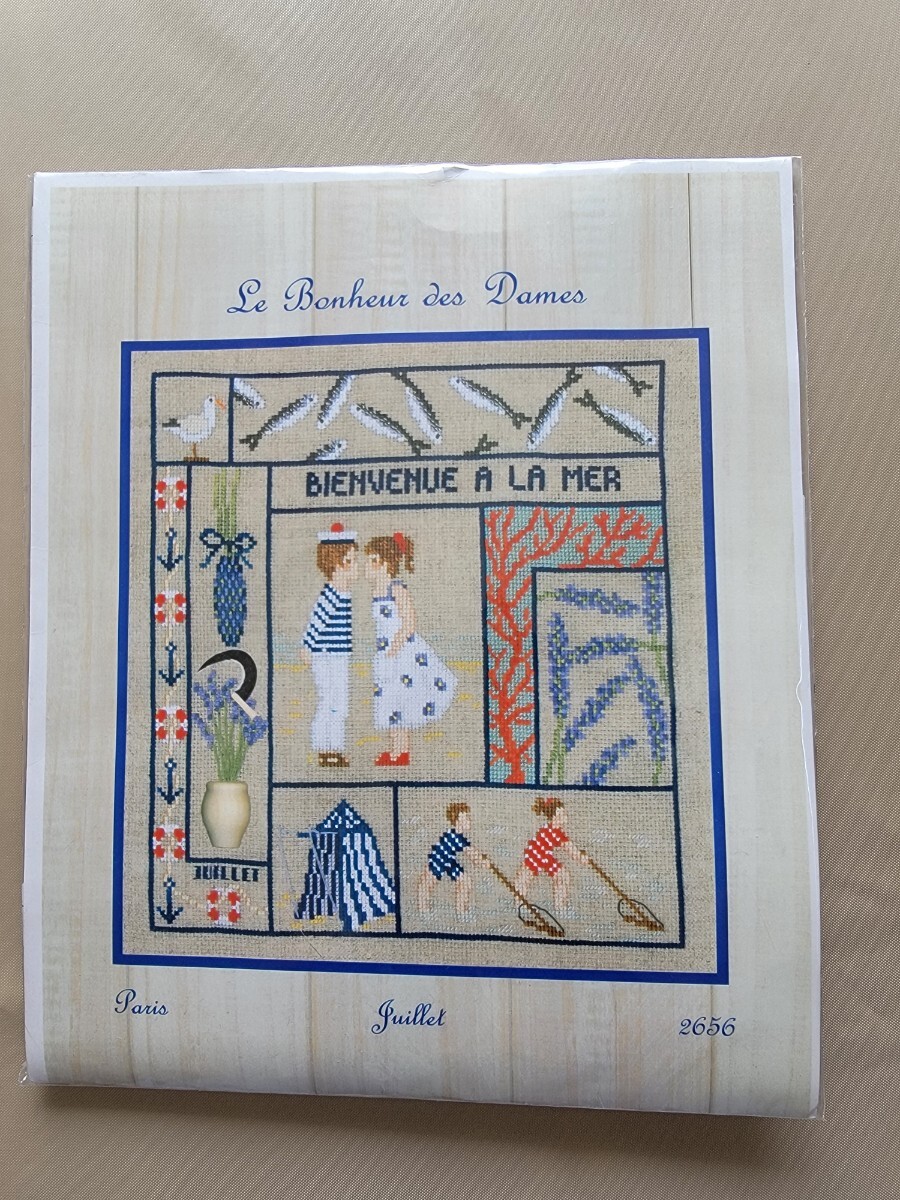 Le Bonheur des Dames
BIENVENUE A LA MER
JUILLET
Paris
Juillet
2656